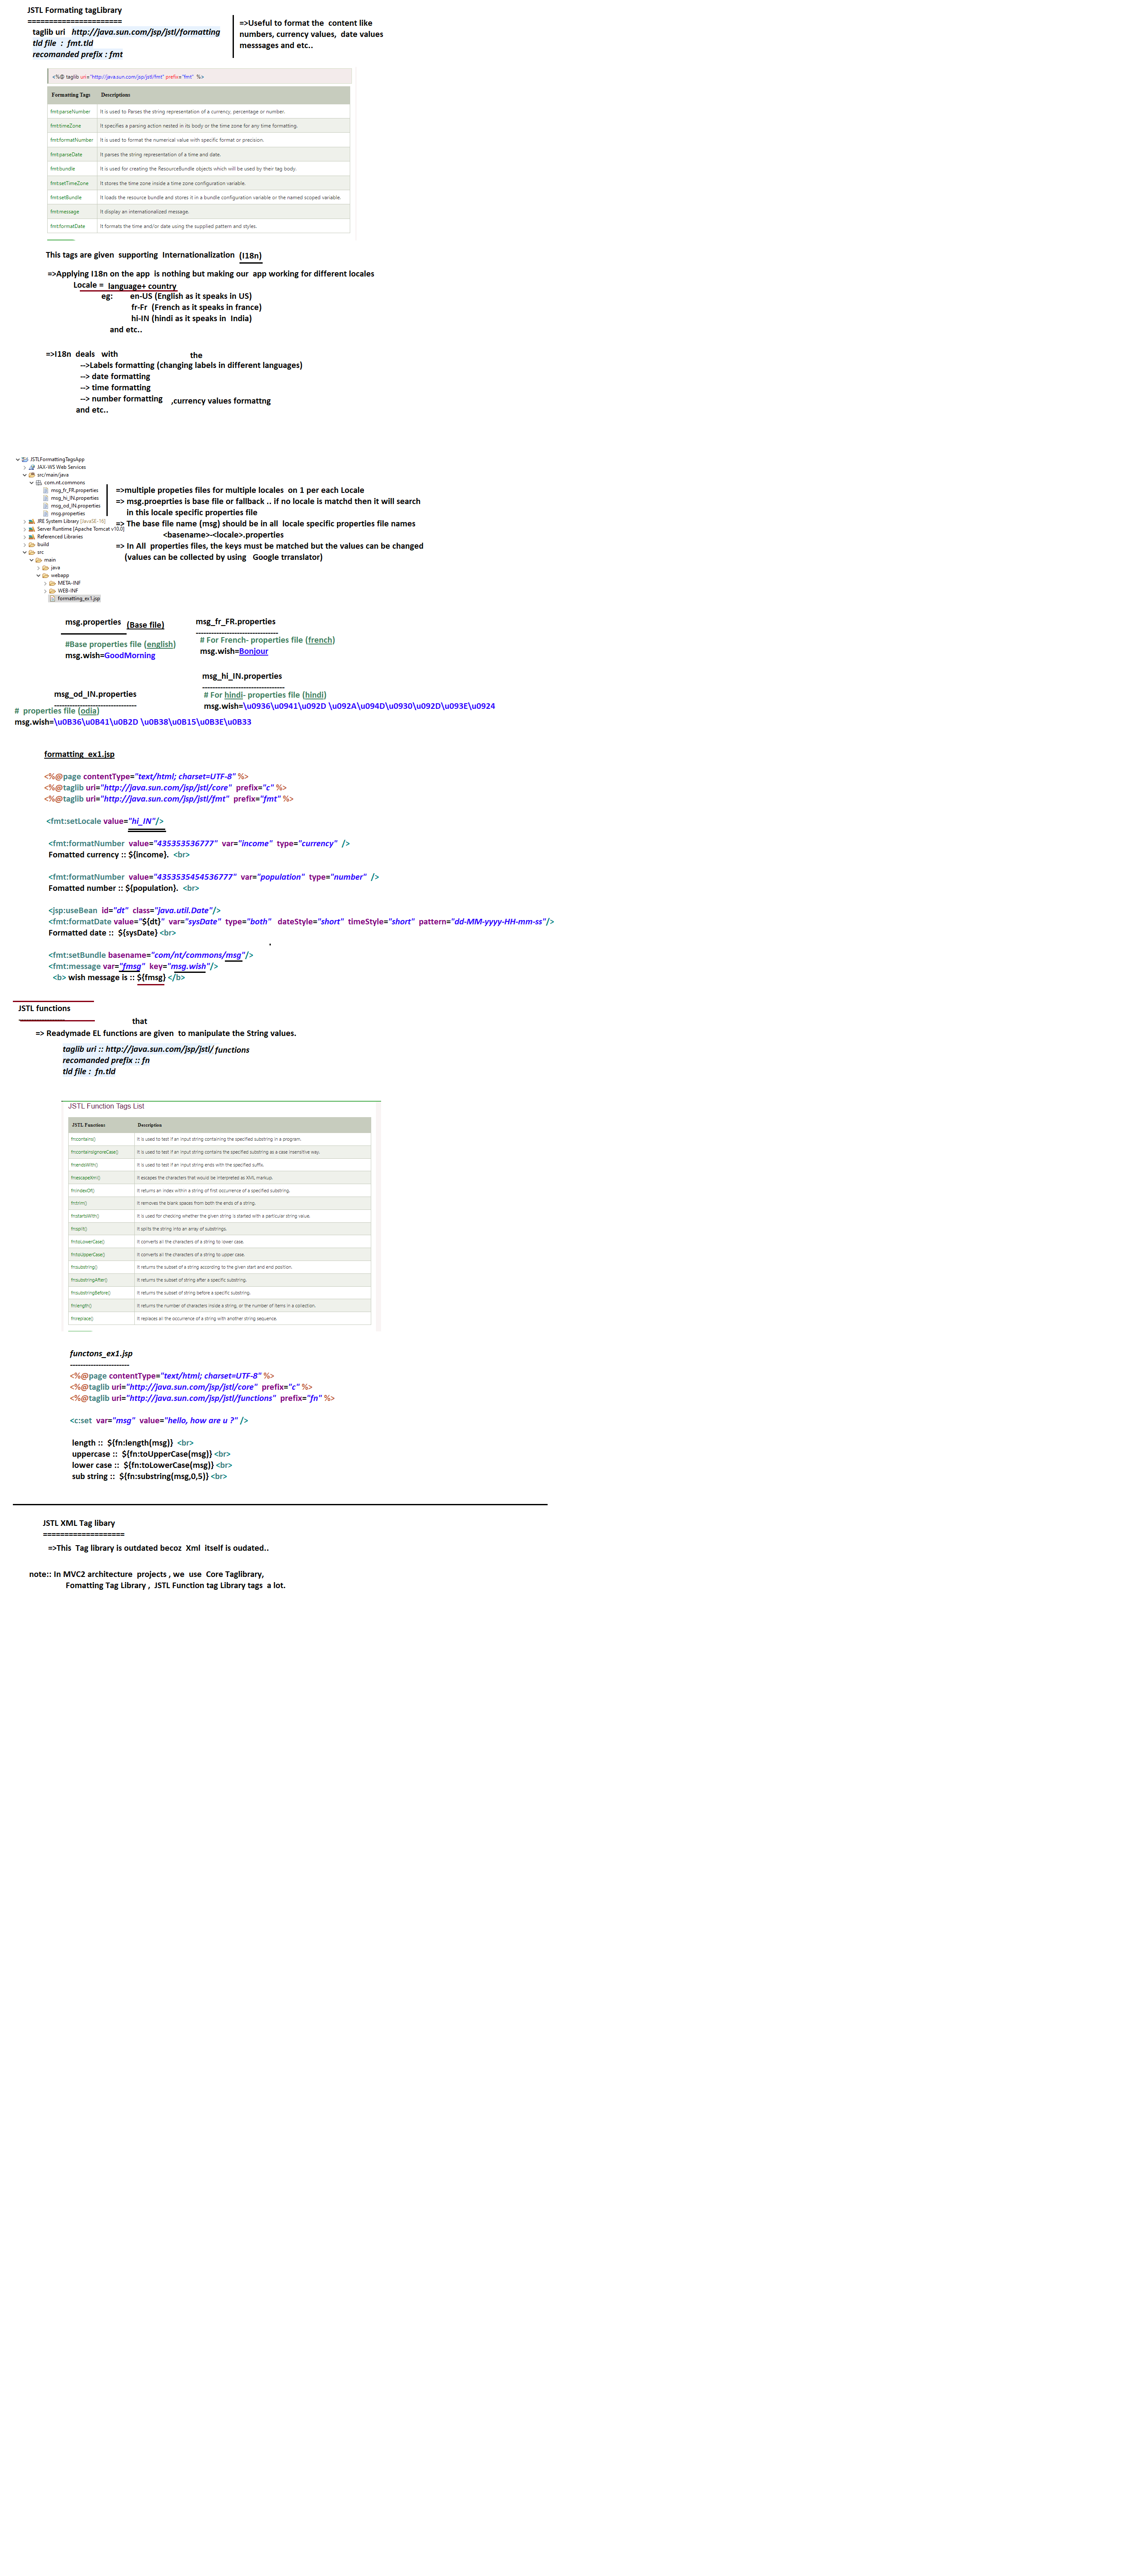 JSTL Formating tagLibrary
======================
taglib uri   http://java.sun.com/jsp/jstl/formatting
tld file  :  fmt.tld
recomanded prefix : fmt
=>Useful to format the  content like
numbers, currency values,  date values
messsages and etc..
<%@ taglib uri="http://java.sun.com/jsp/jstl/fmt" prefix="fmt"  %>
Formatting Tags   Descriptions
fmt:parseNumber   It is used to Parses the string representation of a currency, percentage or number.
fmt:timeZone   It specifies a parsing action nested in its body or the time zone for any time formatting.
fmt:formatNumber   It is used to format the numerical value with specific format or precision.
fmt:parseDate   It parses the string representation of a time and date.
fmt:bundle   It is used for creating the ResourceBundle objects which will be used by their tag body.
fmt:setTimeZone   It stores the time zone inside a time zone configuration variable.
fmt:setBundle   It loads the resource bundle and stores it in a bundle configuration variable or the named scoped variable.
fmt:message   It display an internationalized message.
fmt:formatDate   It formats the time and/or date using the supplied pattern and styles.
This tags are given  supporting  Internationalization  (I18n)
=>Applying I18n on the app  is nothing but making our  app working for different locales
Locale =  language+ country
eg:   en-US (English as it speaks in US)
fr-Fr  (French as it speaks in france)
hi-IN (hindi as it speaks in  India)
and etc..
=>I18n  deals   with   the
-->Labels formatting (changing labels in different languages)
--> date formatting
--> time formatting
--> number formatting   ,currency values formattng
and etc..
JSTLFormattingTagsApp
JAX-WS Web Services
src/main/java
com.nt.commons
msg_fr_FR.properties
msg_hi_IN.properties
msg_od_IN.properties
msg.properties
JRE System Library [JavaSE-16]
Server Runtime [Apache Tomcat v10.0]
Referenced Libraries
build
src
main
java
webapp
META-INF
WEB-INF
formatting_ex1.jsp
=>multiple propeties files for multiple locales  on 1 per each Locale
=> msg.proeprties is base file or fallback .. if no locale is matchd then it will search
in this locale specific properties file
=> The base file name (msg) should be in all  locale specific properties file names
<basename>-<locale>.properties
=> In All  properties files, the keys must be matched but the values can be changed
(values can be collected by using   Google trranslator)
msg.properties   (Base file)
#Base properties file (english)
msg.wish=GoodMorning
msg_fr_FR.properties
--------------------------------
# For French- properties file (french)
msg.wish=Bonjour
msg_hi_IN.properties
--------------------------------
# For hindi- properties file (hindi)
msg.wish=\u0936\u0941\u092D \u092A\u094D\u0930\u092D\u093E\u0924
msg_od_IN.properties
--------------------------------
#  properties file (odia)
msg.wish=\u0B36\u0B41\u0B2D \u0B38\u0B15\u0B3E\u0B33
formatting_ex1.jsp
<%@page contentType="text/html; charset=UTF-8" %>
<%@taglib uri="http://java.sun.com/jsp/jstl/core"  prefix="c" %>
<%@taglib uri="http://java.sun.com/jsp/jstl/fmt"  prefix="fmt" %>
<fmt:setLocale value="hi_IN"/>
<fmt:formatNumber  value="435353536777"  var="income"  type="currency"  />
Fomatted currency :: ${income}.  <br>
<fmt:formatNumber  value="4353535454536777"  var="population"  type="number"  />
Fomatted number :: ${population}.  <br>
<jsp:useBean  id="dt"  class="java.util.Date"/>
<fmt:formatDate value="${dt}"  var="sysDate"  type="both"   dateStyle="short"  timeStyle="short"  pattern="dd-MM-yyyy-HH-mm-ss"/>
Formatted date ::  ${sysDate} <br>
.
<fmt:setBundle basename="com/nt/commons/msg"/>
<fmt:message var="fmsg"  key="msg.wish"/>
<b> wish message is :: ${fmsg} </b>
JSTL functions
that
=> Readymade EL functions are given  to manipulate the String values.
taglib uri :: http://java.sun.com/jsp/jstl/ functions
recomanded prefix :: fn
tld file :  fn.tld
JSTL Function Tags List
JSTL Functions   Description
fn:contains()   It is used to test if an input string containing the specified substring in a program.
fn:containsIgnoreCase()   It is used to test if an input string contains the specified substring as a case insensitive way.
fn:endsWith()   It is used to test if an input string ends with the specified suffix.
fn:escapeXml()   It escapes the characters that would be interpreted as XML markup.
fn:indexOf()   It returns an index within a string of first occurrence of a specified substring.
fn:trim()   It removes the blank spaces from both the ends of a string.
fn:startsWith()   It is used for checking whether the given string is started with a particular string value.
fn:split()   It splits the string into an array of substrings.
fn:toLowerCase()   It converts all the characters of a string to lower case.
fn:toUpperCase()   It converts all the characters of a string to upper case.
fn:substring()   It returns the subset of a string according to the given start and end position.
fn:substringAfter()   It returns the subset of string after a specific substring.
fn:substringBefore()   It returns the subset of string before a specific substring.
fn:length()   It returns the number of characters inside a string, or the number of items in a collection.
fn:replace()   It replaces all the occurrence of a string with another string sequence.
functons_ex1.jsp
-----------------------
<%@page contentType="text/html; charset=UTF-8" %>
<%@taglib uri="http://java.sun.com/jsp/jstl/core"  prefix="c" %>
<%@taglib uri="http://java.sun.com/jsp/jstl/functions"  prefix="fn" %>
<c:set  var="msg"  value="hello, how are u ?" />
length ::  ${fn:length(msg)}  <br>
uppercase ::  ${fn:toUpperCase(msg)} <br>
lower case ::  ${fn:toLowerCase(msg)} <br>
sub string ::  ${fn:substring(msg,0,5)} <br>
JSTL XML Tag libary
===================
=>This  Tag library is outdated becoz  Xml  itself is oudated..
note:: In MVC2 architecture  projects , we  use  Core Taglibrary,
Fomatting Tag Library ,  JSTL Function tag Library tags  a lot.